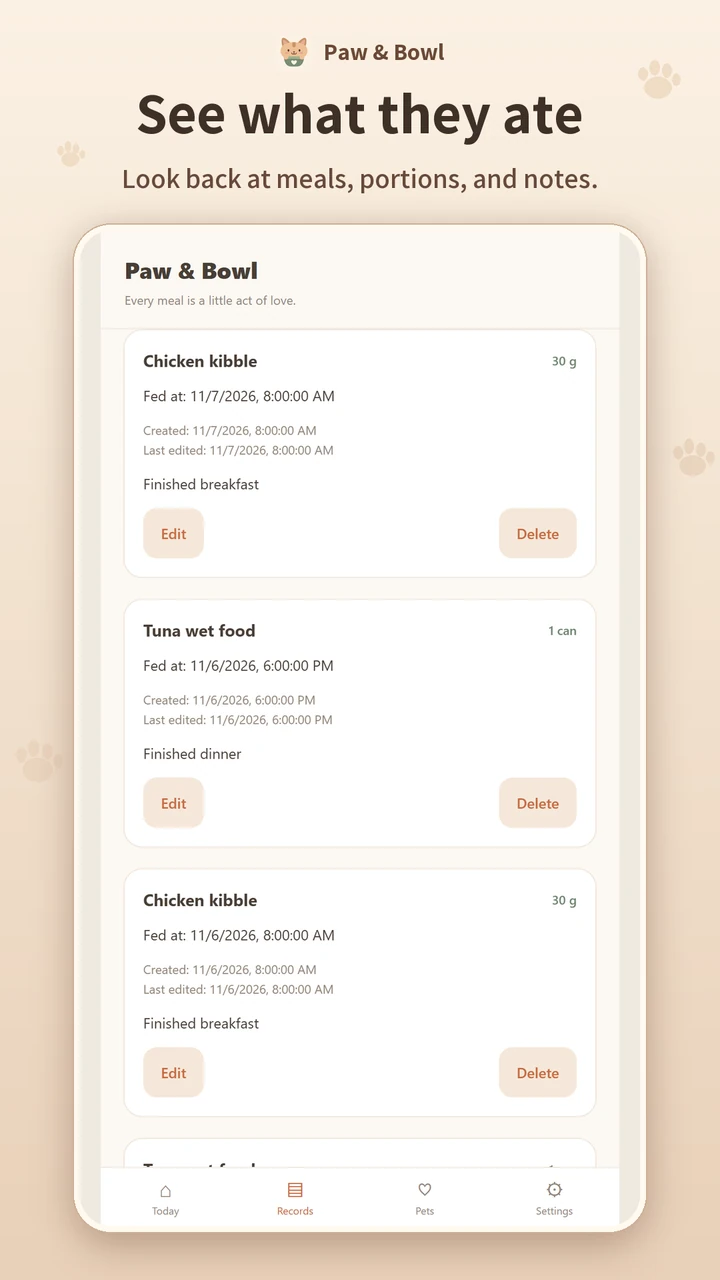 Paw & Bowl
See what they ate
Look back at meals, portions, and notes.
Paw & Bowl
Every meal is a little act of love.
Chicken kibble
30 g
Fed at: 11/7/2026, 8:00:00 AM
Created: 11/7/2026, 8:00:00 AM
Last edited: 11/7/2026, 8:00:00 AM
Finished breakfast
Edit
Delete
Tuna wet food
1 can
Fed at: 11/6/2026, 6:00:00 PM
Created: 11/6/2026, 6:00:00 PM
Last edited: 11/6/2026, 6:00:00 PM
Finished dinner
Edit
Delete
Chicken kibble
30 g
Fed at: 11/6/2026, 8:00:00 AM
Created: 11/6/2026, 8:00:00 AM
Last edited: 11/6/2026, 8:00:00 AM
Finished breakfast
Edit
Delete
Today
Records
Pets
Settings